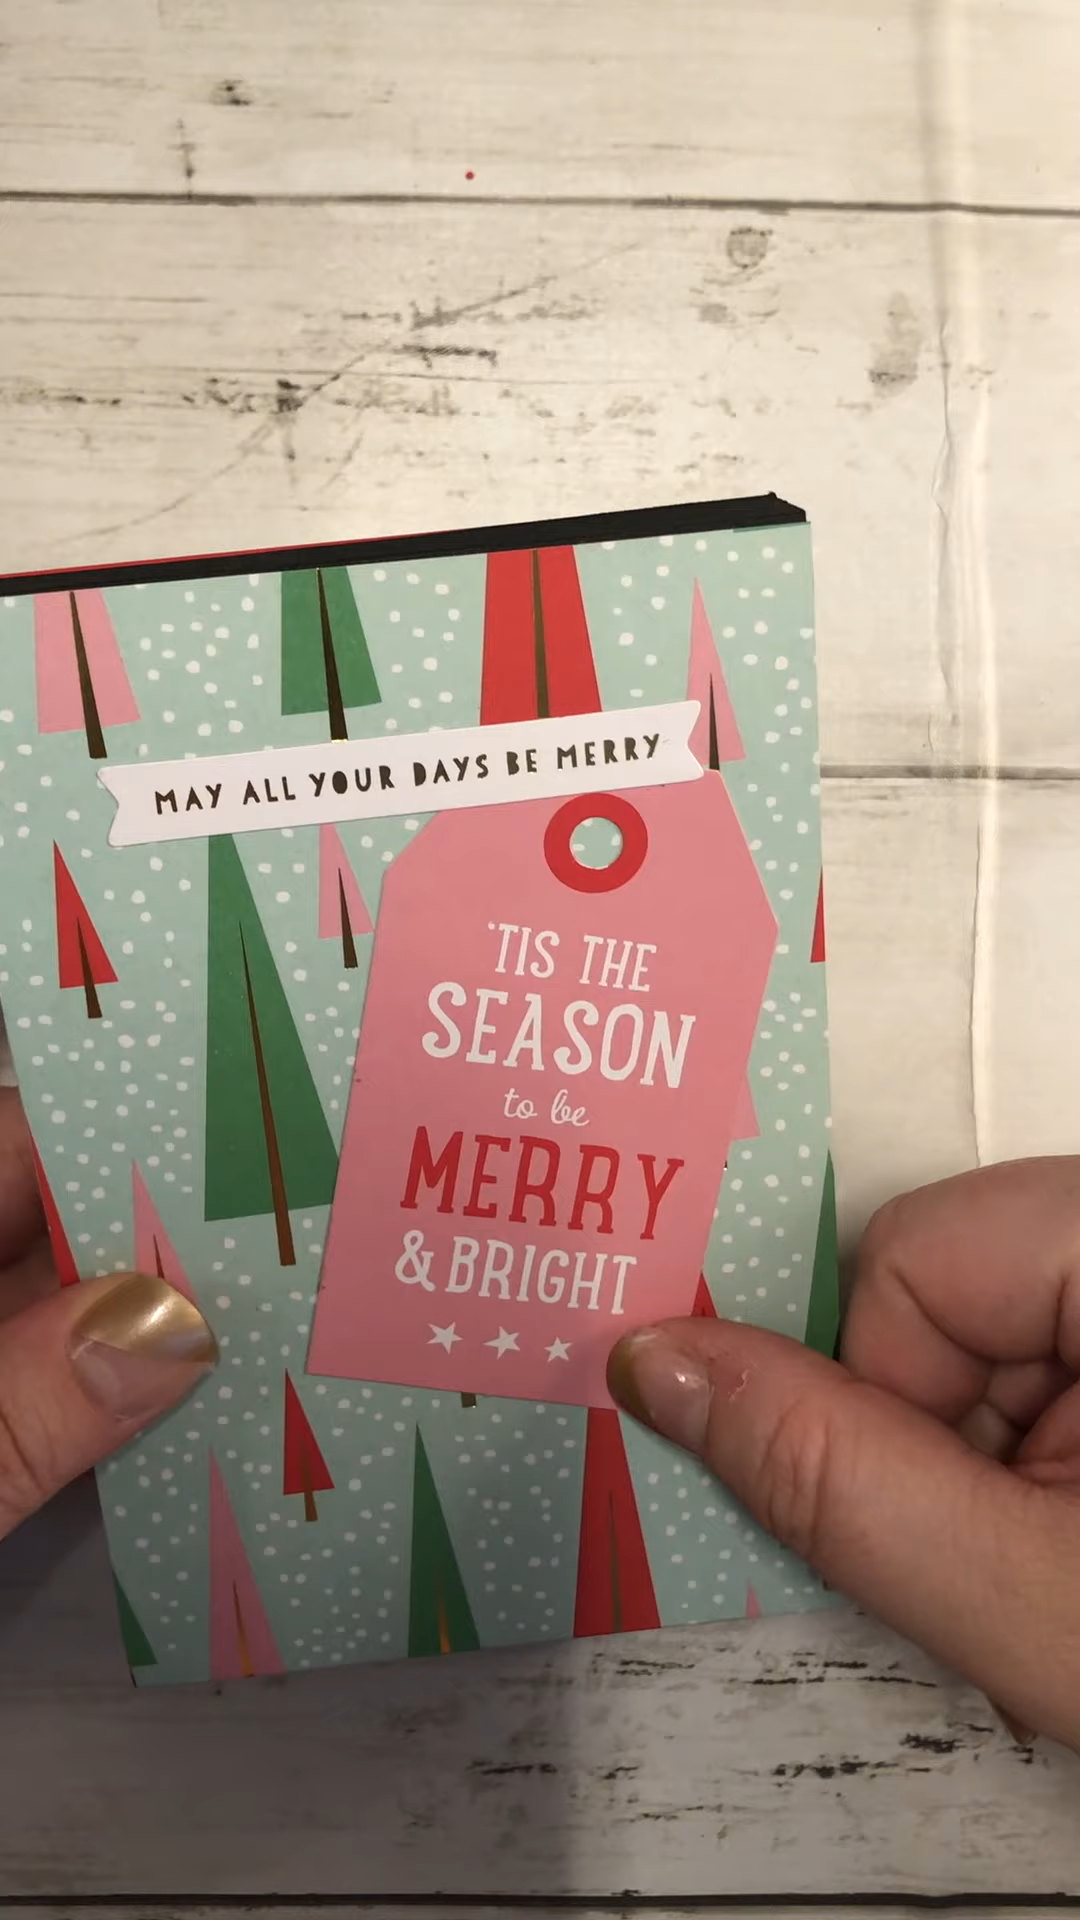 MAY ALL YOUR DAYS BE MERRY
'TIS THE
SEASON
to be
MERRY
& BRIGHT